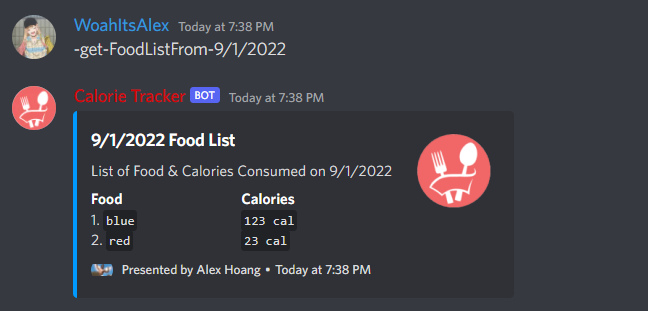 WoahItsAlex Today at 7:38 PM
-get-FoodListFrom-9/1/2022
Calorie Tracker BOT Today at 7:38 PM
9/1/2022 Food List
List of Food & Calories Consumed on 9/1/2022
Food Calories
1. blue 123 cal
2. red 23 cal
Presented by Alex Hoang • Today at 7:38 PM